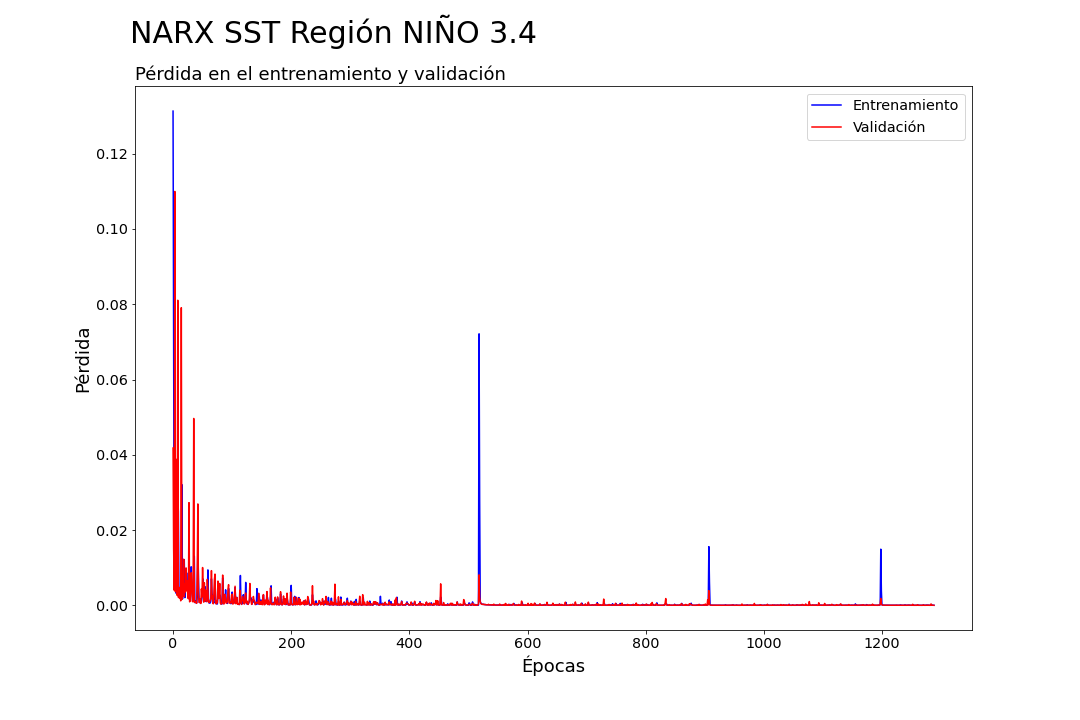 NARX SST Región NIÑO 3.4
Pérdida en el entrenamiento y validación
Entrenamiento
Validación
0.12
0.10
0.08
0.06
0.04
0.02
0.00
Pérdida
0 200 400 600 800 1000 1200
Épocas